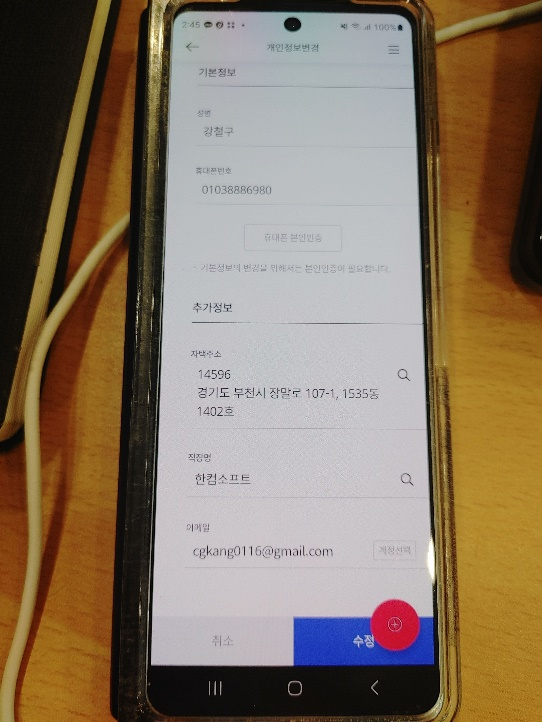 2:45
100%
개인정보변경
기본정보
성명
강철구
휴대폰번호
01038886980
휴대폰 본인인증
- 기본정보의 변경을 위해서는 본인인증이 필요합니다.
추가정보
자택주소
14596
경기도 부천시 장말로 107-1, 1535동
1402호
직장명
한컴소프트
이메일
cgkang0116@gmail.com
계정선택
취소
수정